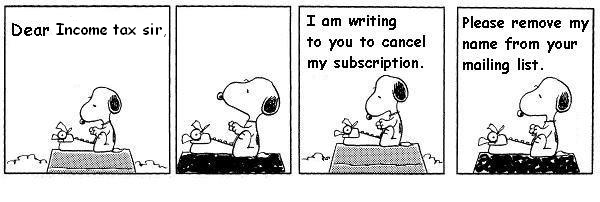 Dear Income tax sir,
I am writing
to you to cancel
my subscription.
Please remove my
name from your
mailing list.